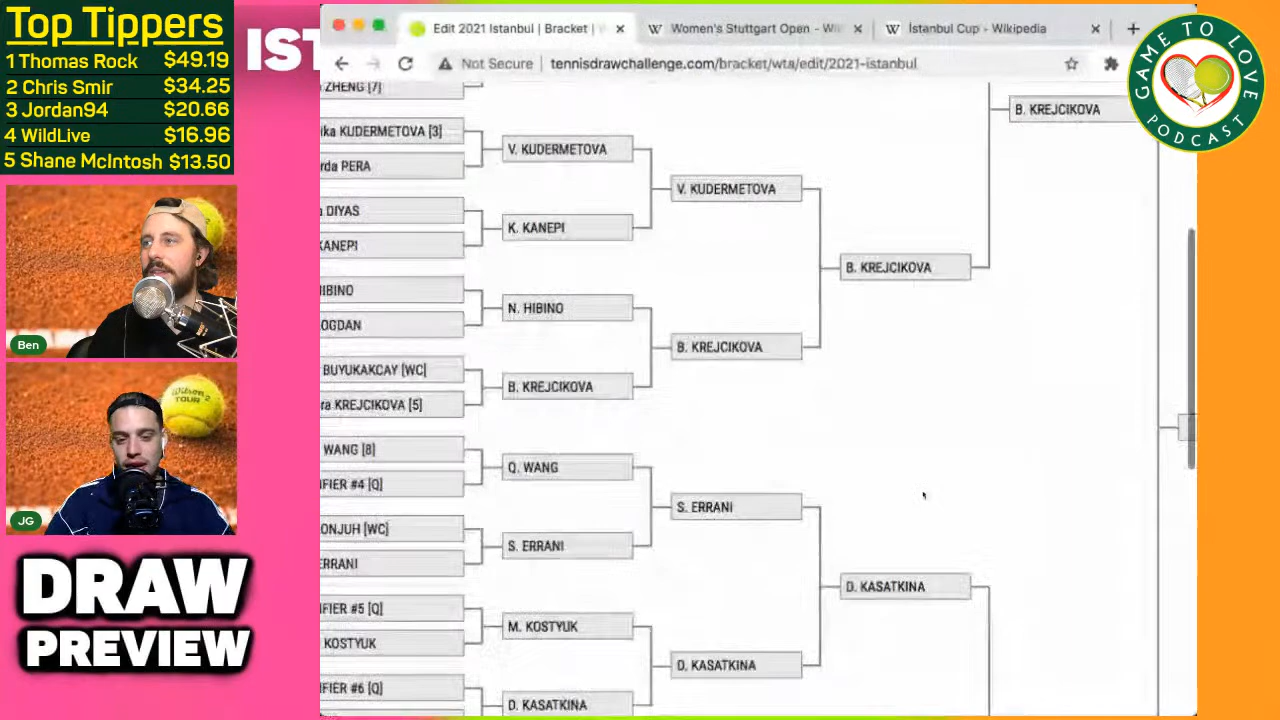 Top Tippers
1 Thomas Rock $49.19
2 Chris Smir $34.25
3 Jordan94 $20.66
4 WildLive $16.96
5 Shane McIntosh $13.50
IST
Ben
JG
Wilson 2
TOUR
DRAW
PREVIEW
Edit 2021 Istanbul | Bracket |
Women's Stuttgart Open - Wi
İstanbul Cup - Wikipedia
Not Secure | tennisdrawchallenge.com/bracket/wta/edit/2021-istanbul
GAME TO LOVE
PODCAST
ZHENG [7]
ka KUDERMETOVA [3]
rda PERA
DIYAS
KANEPI
HIBINO
OGDAN
BUYUKAKCAY [WC]
ra KREJCIKOVA [5]
WANG [8]
IFIER #4 [Q]
ONJUH [WC]
ERRANI
IFIER #5 [Q]
KOSTYUK
IFIER #6 [Q]
V. KUDERMETOVA
K. KANEPI
N. HIBINO
B. KREJCIKOVA
Q. WANG
S. ERRANI
M. KOSTYUK
D. KASATKINA
V. KUDERMETOVA
B. KREJCIKOVA
S. ERRANI
D. KASATKINA
B. KREJCIKOVA
D. KASATKINA
B. KREJCIKOVA